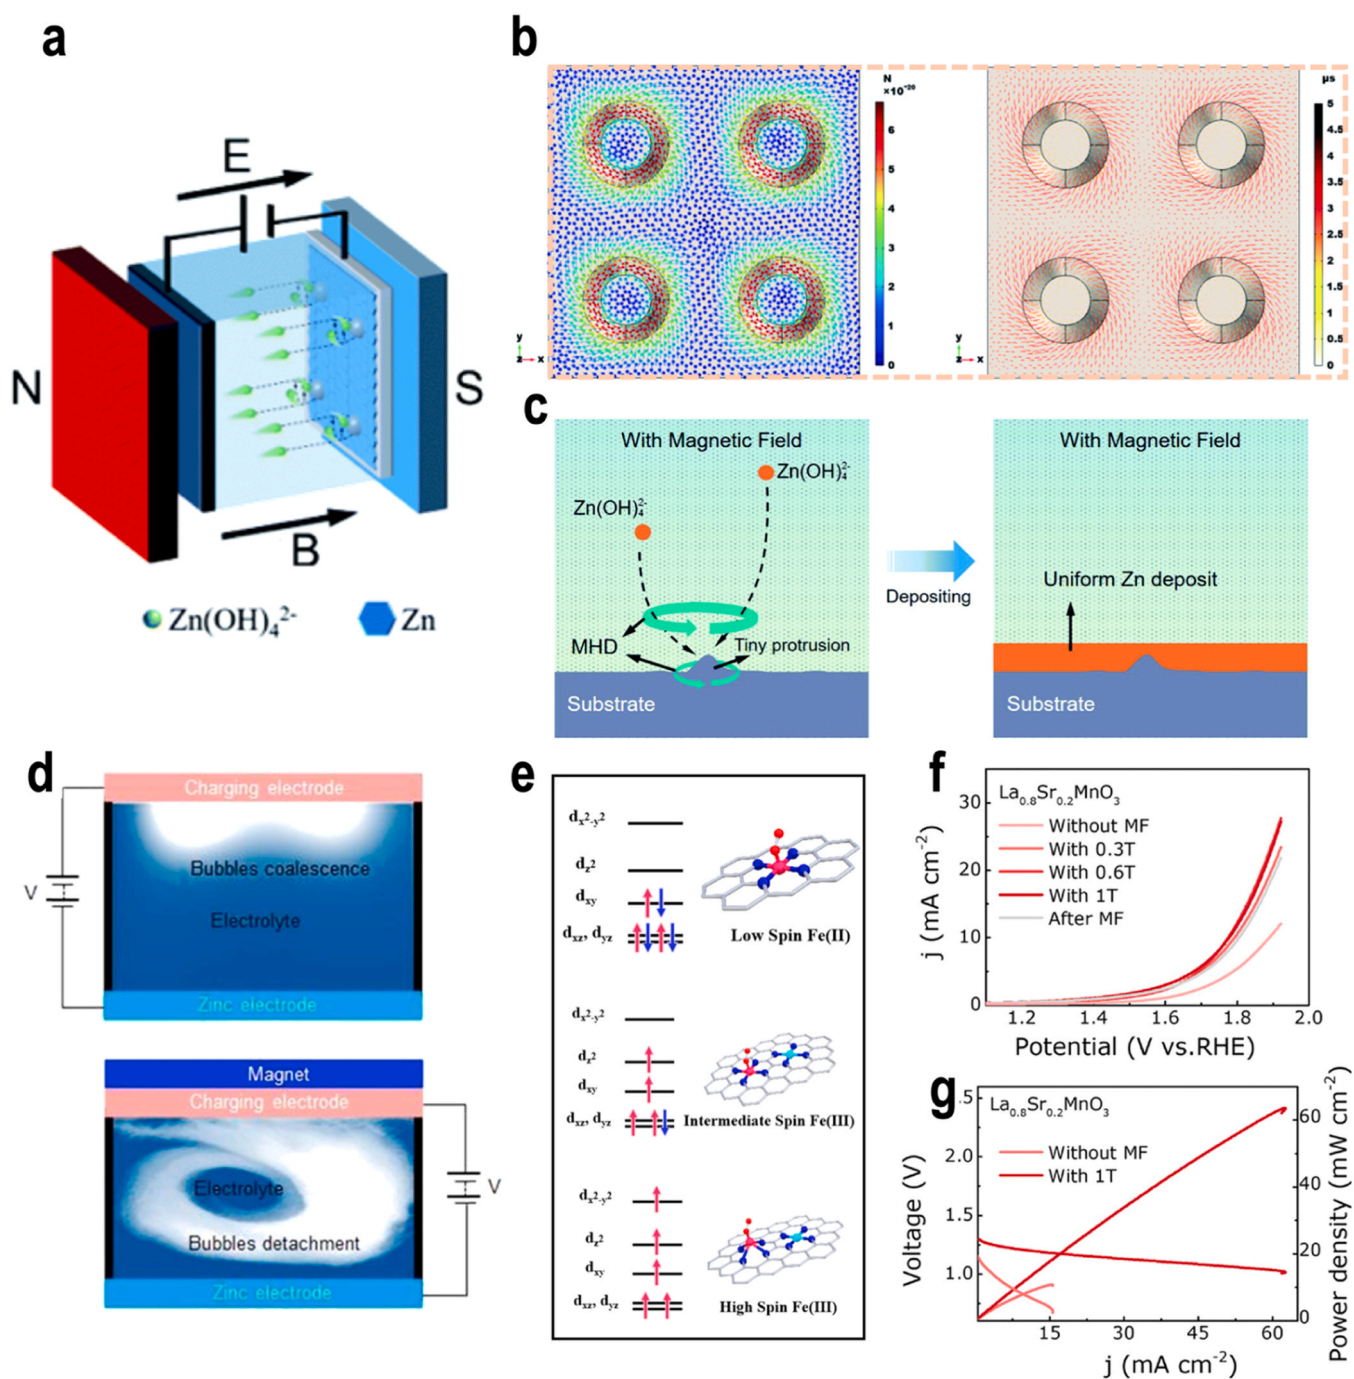 a
E
N
S
B
Zn(OH)₄²⁻
Zn
b
N
×10⁻²⁰
6
5
4
3
2
1
0
y
z
x
µs
5
4.5
4
3.5
3
2.5
2
1.5
1
0.5
0
y
z
x
c
With Magnetic Field
Zn(OH)₄²⁻
Zn(OH)₄²⁻
MHD
Tiny protrusion
Substrate
Depositing
With Magnetic Field
Uniform Zn deposit
Substrate
d
Charging electrode
Bubbles coalescence
V
Electrolyte
Zinc electrode
Magnet
Charging electrode
Electrolyte
V
Bubbles detachment
Zinc electrode
e
dx²-y²
dz²
dxy
dxz, dyz
Low Spin Fe(II)
dx²-y²
dz²
dxy
dxz, dyz
Intermediate Spin Fe(III)
dx²-y²
dz²
dxy
dxz, dyz
High Spin Fe(III)
f
La₀.₈Sr₀.₂MnO₃
Without MF
With 0.3T
With 0.6T
With 1T
After MF
30
20
10
0
j (mA cm⁻²)
1.2 1.4 1.6 1.8 2.0
Potential (V vs.RHE)
g
La₀.₈Sr₀.₂MnO₃
Without MF
With 1T
.5
2.0
1.5
1.0
Voltage (V)
60
40
20
0
Power density (mW cm⁻²)
15 30 45 60
j (mA cm⁻²)